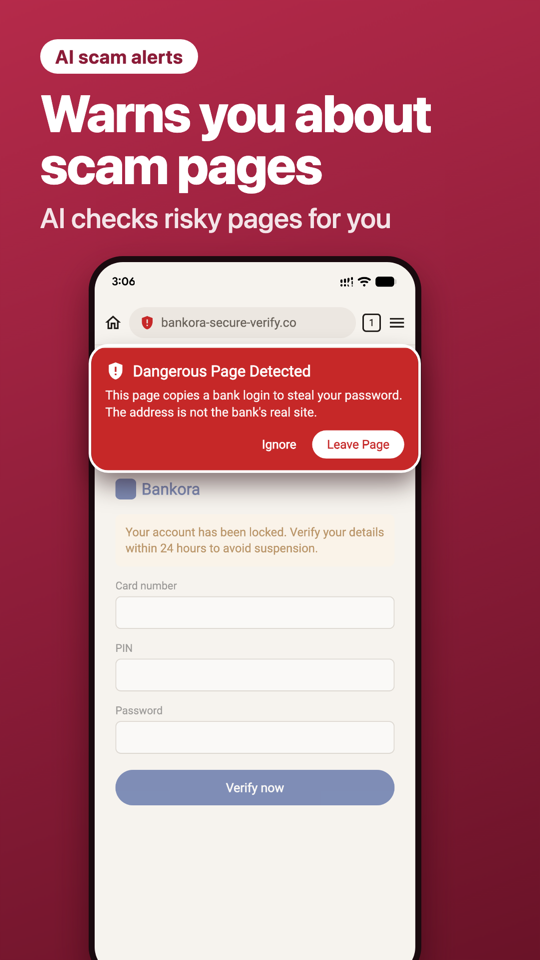 AI scam alerts
Warns you about
scam pages
AI checks risky pages for you
3:06
bankora-secure-verify.co
1
Dangerous Page Detected
This page copies a bank login to steal your password.
The address is not the bank's real site.
Ignore
Leave Page
Bankora
Your account has been locked. Verify your details
within 24 hours to avoid suspension.
Card number
PIN
Password
Verify now